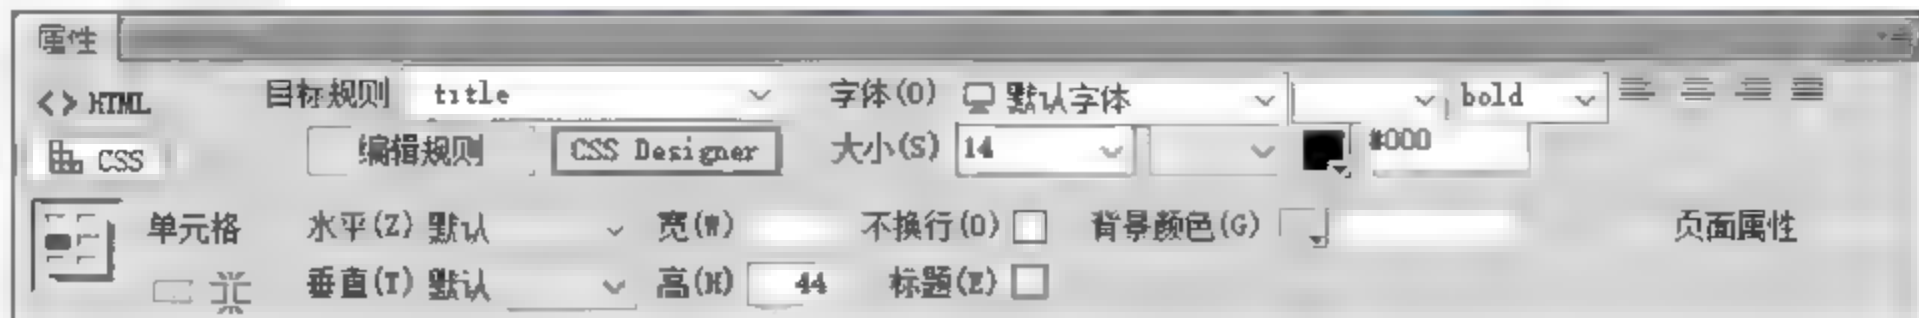 属性
<> HTML 目标规则 title 字体(O) 默认字体 bold
CSS 编辑规则 CSS Designer 大小(S) 14 #000
单元格 水平(Z) 默认 宽(W) 不换行(O) 背景颜色(G) 页面属性
垂直(T) 默认 高(H) 44 标题(E)